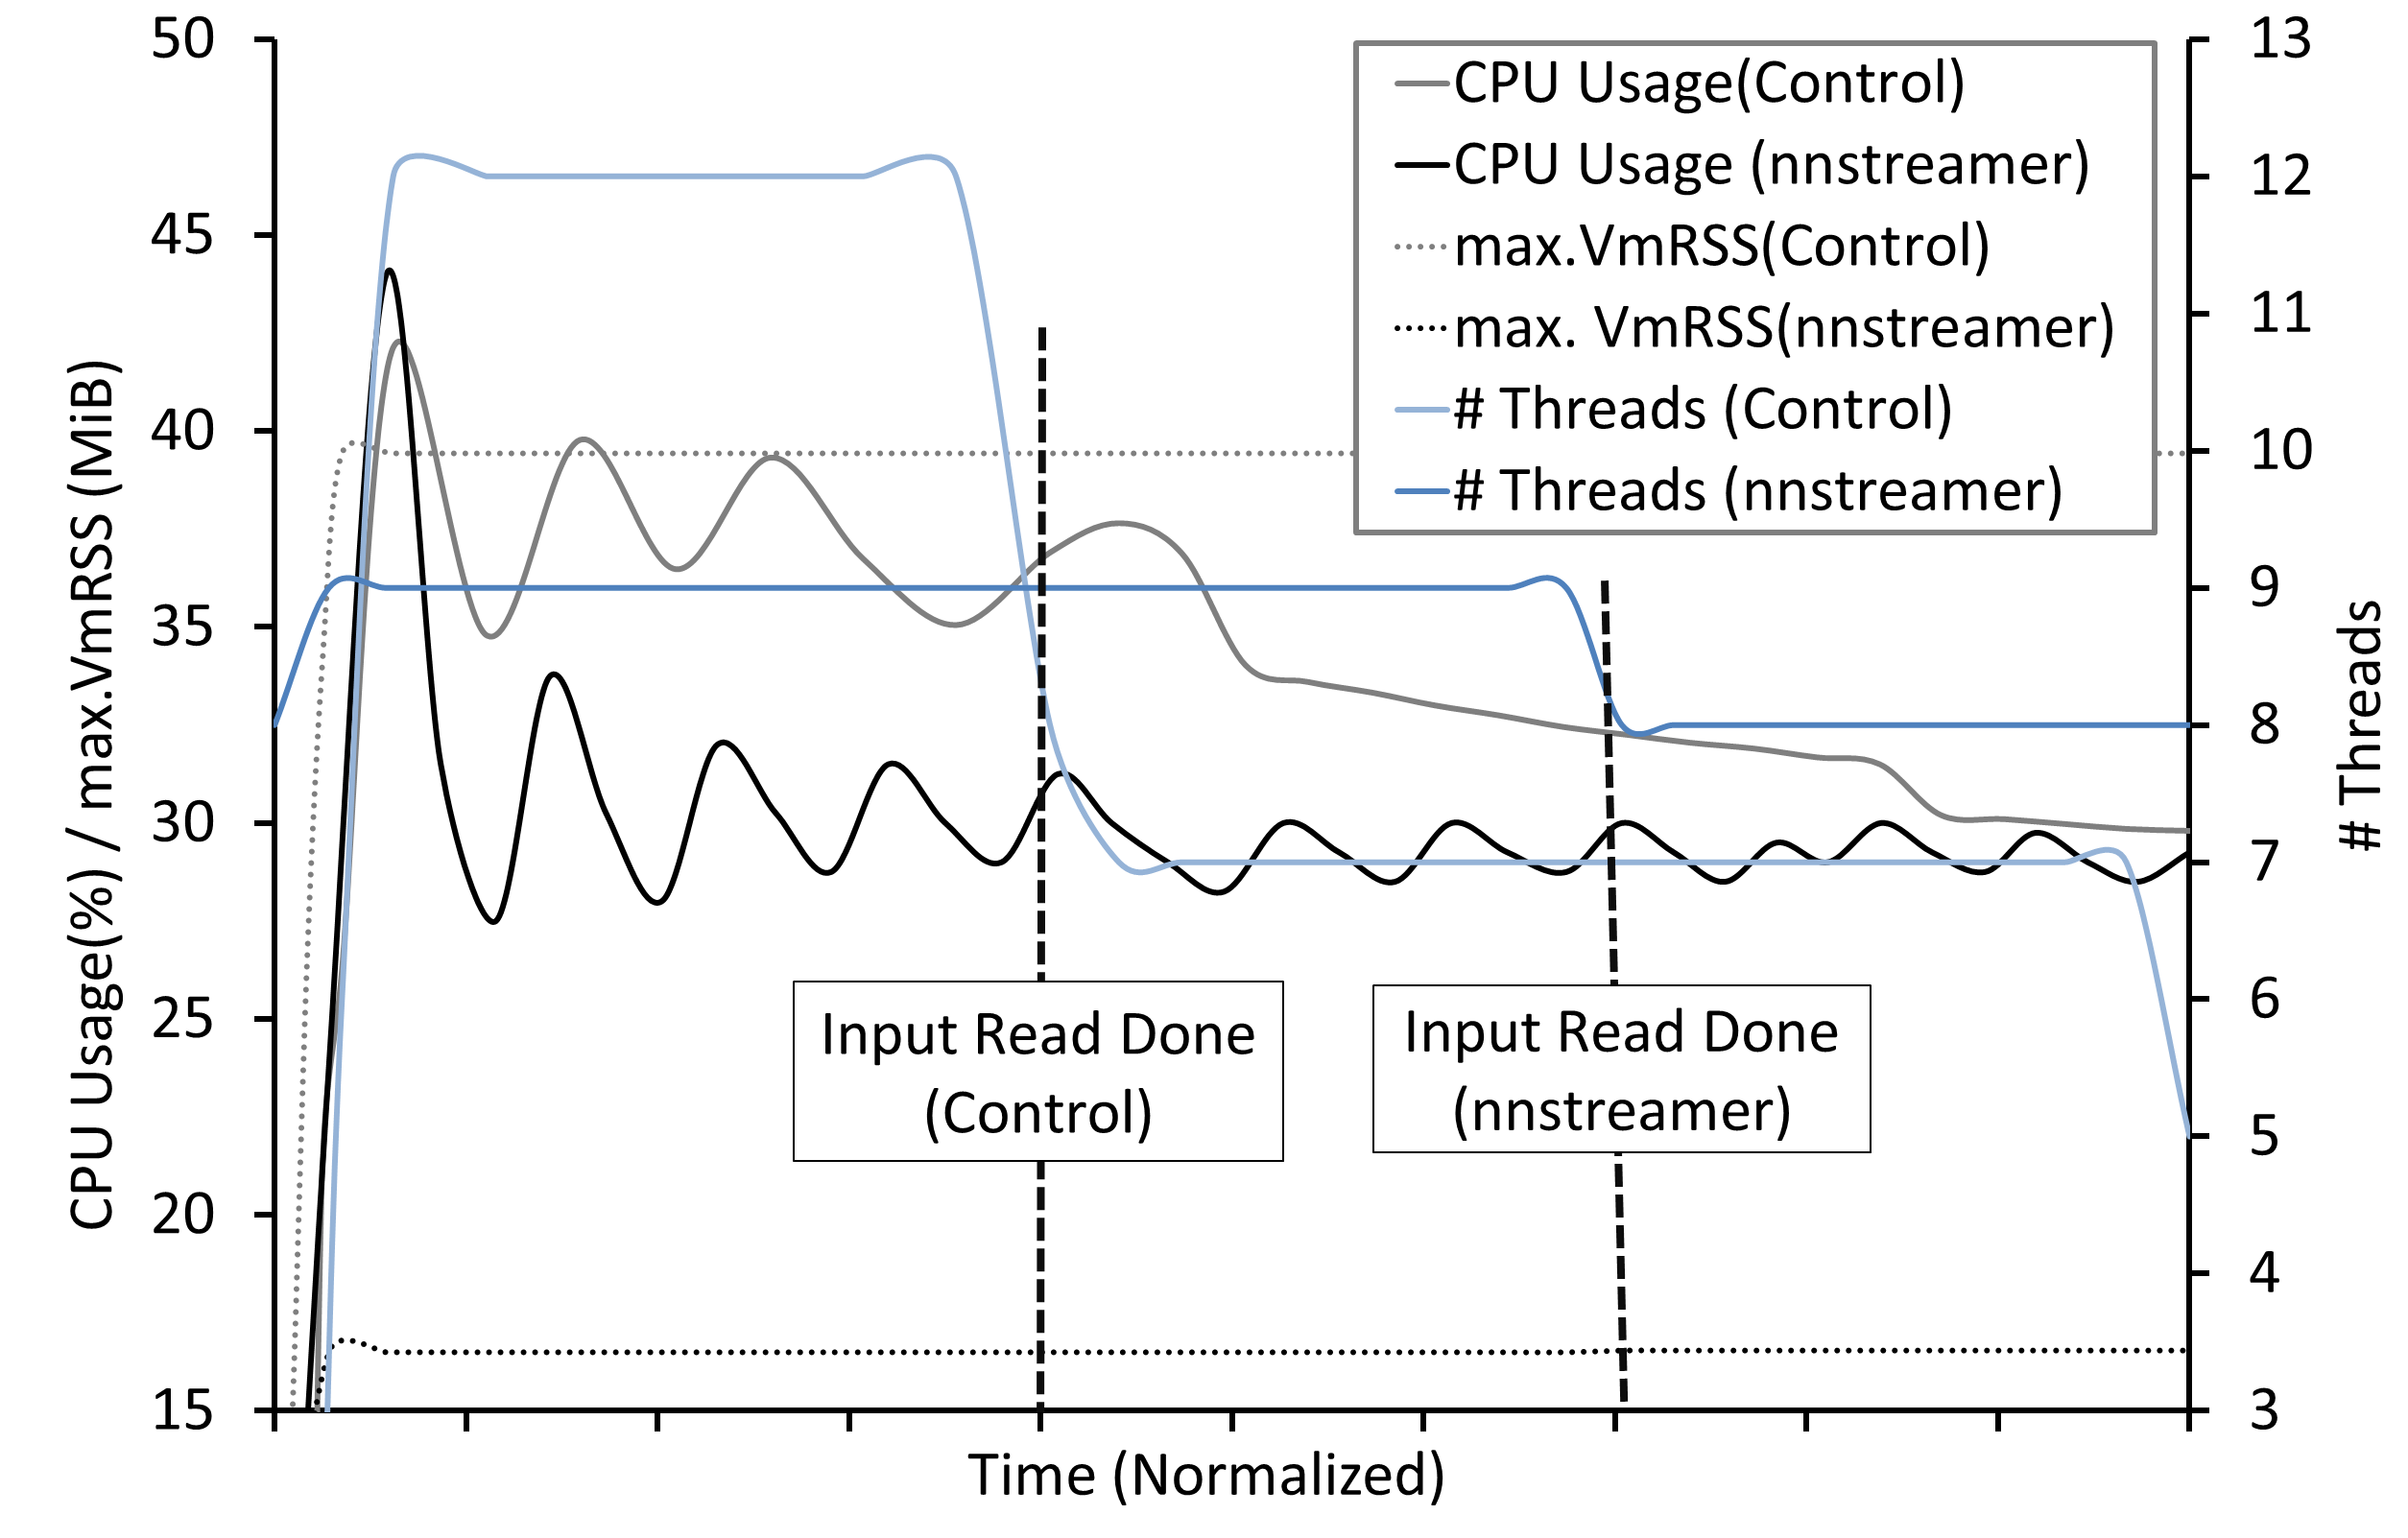 50
45
40
35
30
25
20
15
CPU Usage(%) / max.VmRSS (MiB)
CPU Usage(Control)
CPU Usage (nnstreamer)
max.VmRSS(Control)
max. VmRSS(nnstreamer)
# Threads (Control)
# Threads (nnstreamer)
Input Read Done
(Control)
Input Read Done
(nnstreamer)
13
12
11
10
9
8
7
6
5
4
3
# Threads
Time (Normalized)